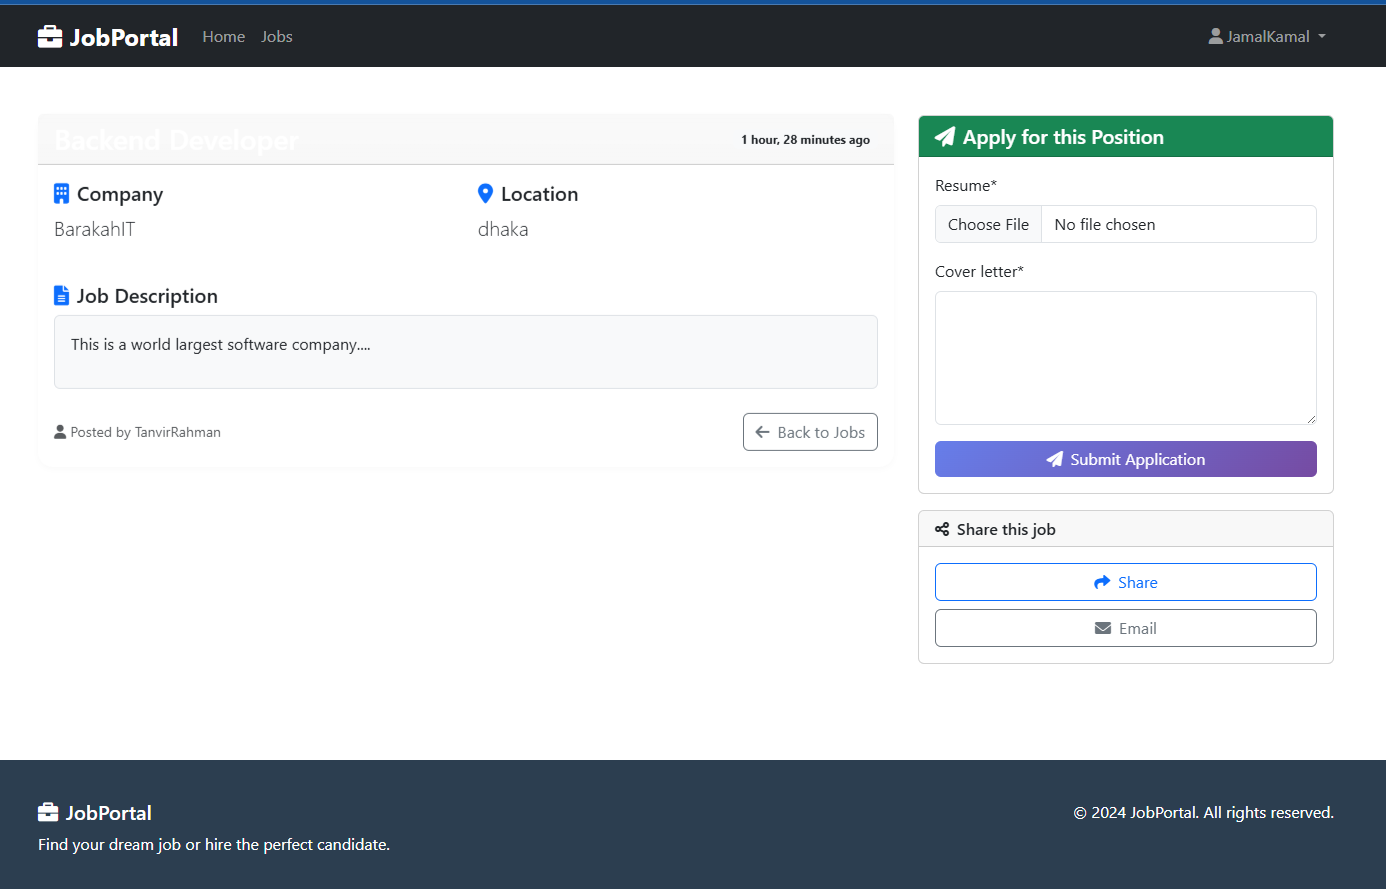 JobPortal Home Jobs JamalKamal
Backend Developer 1 hour, 28 minutes ago
Company
BarakahIT
Location
dhaka
Job Description
This is a world largest software company....
Posted by TanvirRahman
Back to Jobs
Apply for this Position
Resume*
Choose File No file chosen
Cover letter*
Submit Application
Share this job
Share
Email
JobPortal
Find your dream job or hire the perfect candidate.
© 2024 JobPortal. All rights reserved.